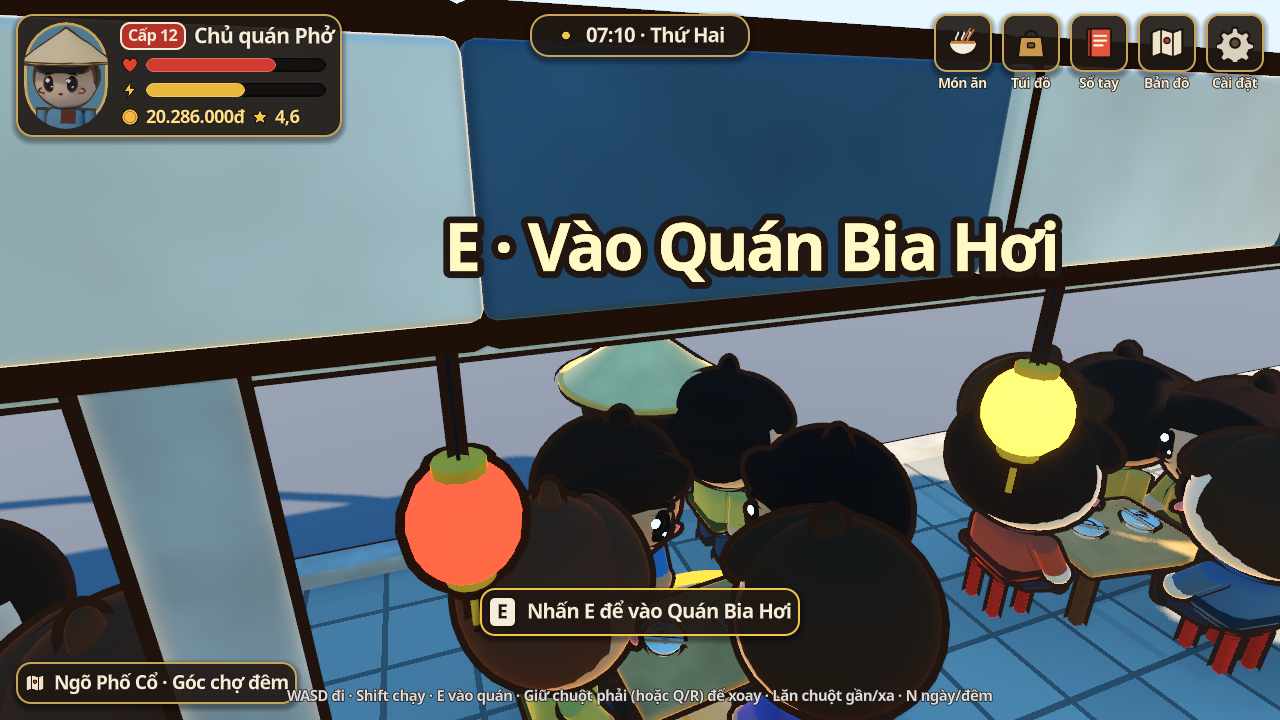 Cấp 12 Chủ quán Phở
20.286.000đ 4,6
07:10 · Thứ Hai
Món ăn Túi đồ Sổ tay Bản đồ Cài đặt
E · Vào Quán Bia Hơi
E Nhấn E để vào Quán Bia Hơi
Ngõ Phố Cổ · Góc chợ đêm
WASD đi · Shift chạy · E vào quán · Giữ chuột phải (hoặc Q/R) để xoay · Lăn chuột gần/xa · N ngày/đêm